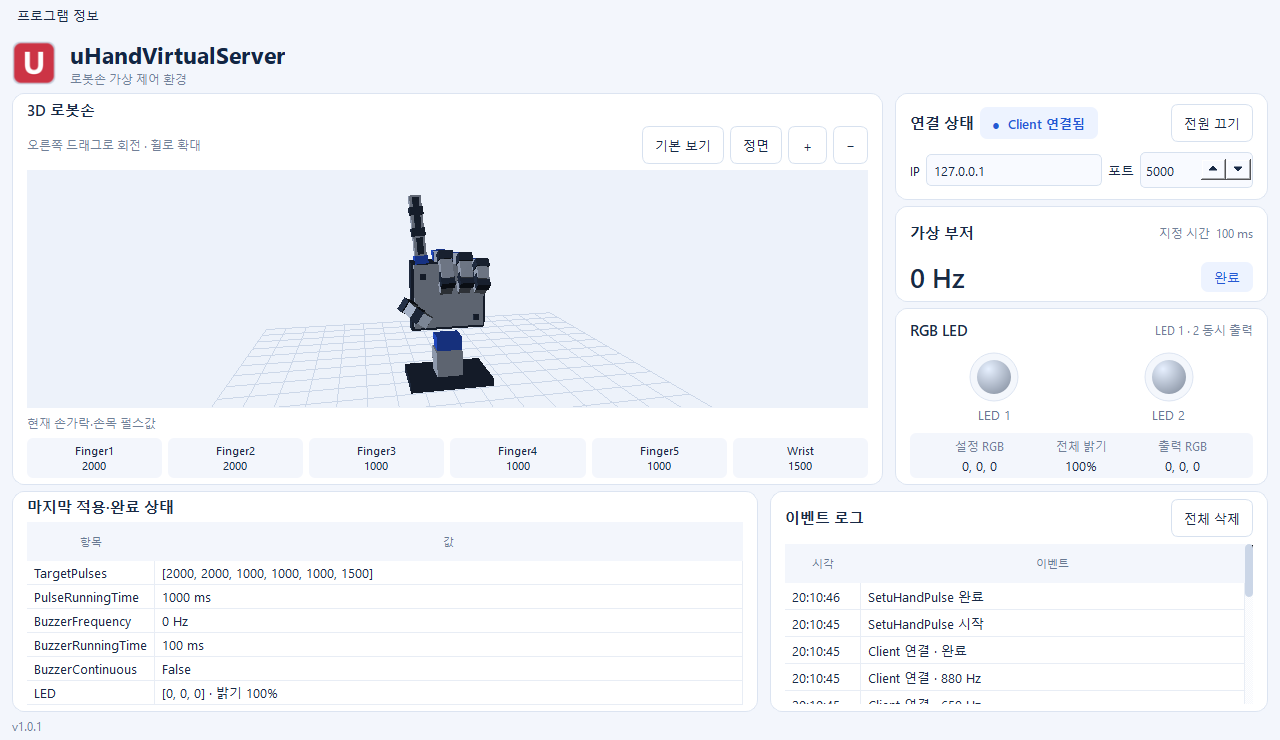 프로그램 정보
U
uHandVirtualServer
로봇손 가상 제어 환경
3D 로봇손
오른쪽 드래그로 회전 · 휠로 확대
기본 보기
정면
+
−
현재 손가락·손목 펄스값
Finger1 Finger2 Finger3 Finger4 Finger5 Wrist
2000 2000 1000 1000 1000 1500
연결 상태
● Client 연결됨
전원 끄기
IP 127.0.0.1 포트 5000
가상 부저
지정 시간 100 ms
0 Hz
완료
RGB LED
LED 1 · 2 동시 출력
LED 1 LED 2
설정 RGB 전체 밝기 출력 RGB
0, 0, 0 100% 0, 0, 0
마지막 적용·완료 상태
항목 값
TargetPulses [2000, 2000, 1000, 1000, 1000, 1500]
PulseRunningTime 1000 ms
BuzzerFrequency 0 Hz
BuzzerRunningTime 100 ms
BuzzerContinuous False
LED [0, 0, 0] · 밝기 100%
이벤트 로그
전체 삭제
시각 이벤트
20:10:46 SetuHandPulse 완료
20:10:45 SetuHandPulse 시작
20:10:45 Client 연결 · 완료
20:10:45 Client 연결 · 880 Hz
v1.0.1